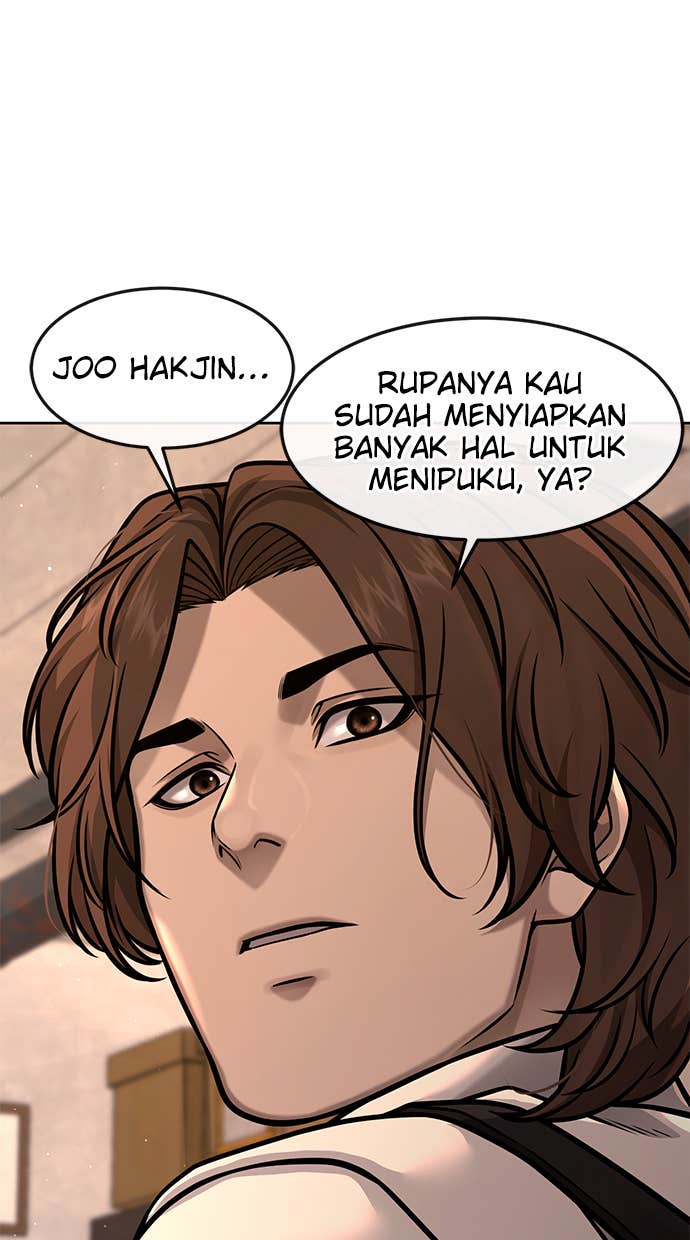 JOO HAKJIN...
RUPANYA KAU
SUDAH MENYIAPKAN
BANYAK HAL UNTUK
MENIPUKU, YA?